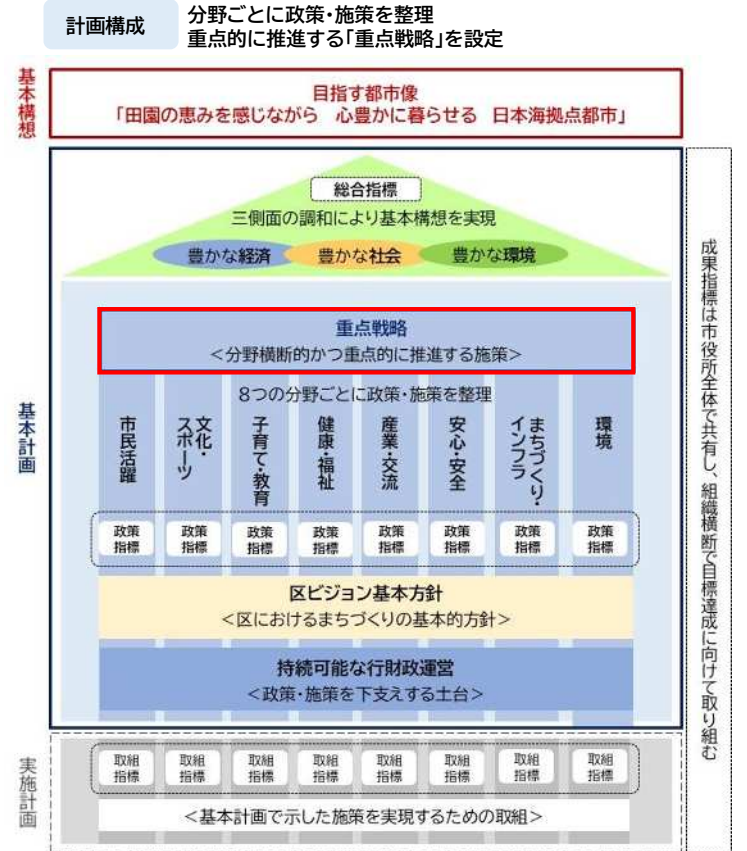 計画構成
分野ごとに政策・施策を整理
重点的に推進する「重点戦略」を設定
基本構想
目指す都市像
「田園の恵みを感じながら 心豊かに暮らせる 日本海拠点都市」
総合指標
三側面の調和により基本構想を実現
豊かな経済 豊かな社会 豊かな環境
重点戦略
<分野横断的かつ重点的に推進する施策>
8つの分野ごとに政策・施策を整理
基本計画
市民活躍
文化・
スポーツ
子育て・教育
健康・福祉
産業・交流
安心・安全
まちづくり・
インフラ
環境
政策指標 政策指標 政策指標 政策指標 政策指標 政策指標 政策指標 政策指標
区ビジョン基本方針
<区におけるまちづくりの基本的方針>
持続可能な行財政運営
<政策・施策を下支えする土台>
実施計画
取組指標 取組指標 取組指標 取組指標 取組指標 取組指標 取組指標 取組指標
<基本計画で示した施策を実現するための取組>
成果指標は市役所全体で共有し、組織横断で目標達成に向けて取り組む